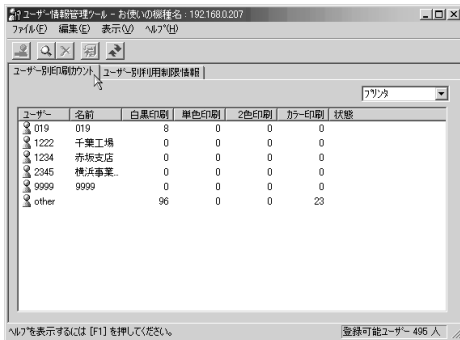 ユーザー情報管理ツール - お使いの機種名 : 192.168.0.207
ファイル(F) 編集(E) 表示(V) ヘルプ(H)
ユーザー別印刷カウント ユーザー別利用制限情報
プリンタ
ユーザー 名前 白黒印刷 単色印刷 2色印刷 カラー印刷 状態
019 019 8 0 0 0
1222 千葉工場 0 0 0 0
1234 赤坂支店 0 0 0 0
2345 横浜事業... 0 0 0 0
9999 9999 0 0 0 0
other 96 0 0 23
ヘルプを表示するには [F1] を押してください。 登録可能ユーザー 495 人